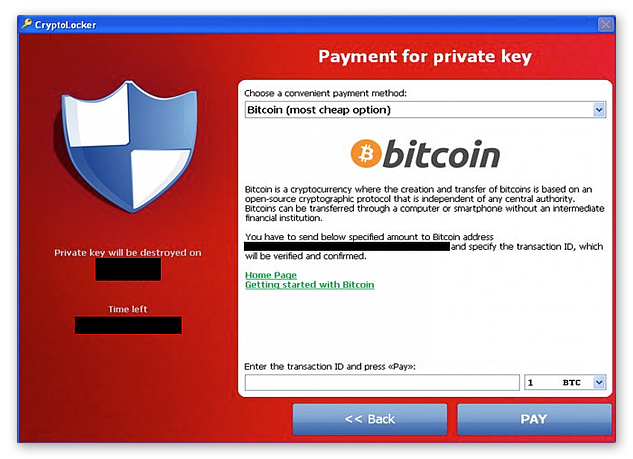 CryptoLocker
Payment for private key
Choose a convenient payment method:
Bitcoin (most cheap option)
bitcoin
Bitcoin is a cryptocurrency where the creation and transfer of bitcoins is based on an
open-source cryptographic protocol that is independent of any central authority.
Bitcoins can be transferred through a computer or smartphone without an intermediate
financial institution.
You have to send below specified amount to Bitcoin address
and specify the transaction ID, which
will be verified and confirmed.
Home Page
Getting started with Bitcoin
Private key will be destroyed on
Time left
Enter the transaction ID and press «Pay»:
1 BTC
<< Back
PAY